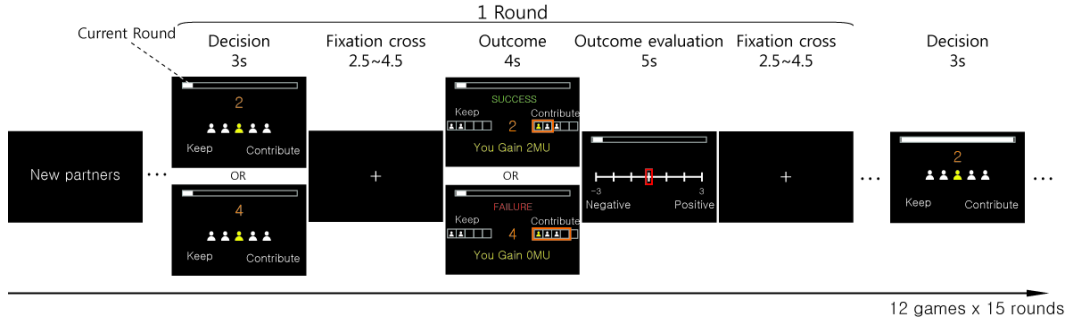 1 Round
Current Round
Decision
3s
Fixation cross
2.5~4.5
Outcome
4s
Outcome evaluation
5s
Fixation cross
2.5~4.5
Decision
3s
New partners
...
2
Keep
Contribute
OR
4
Keep
Contribute
+
SUCCESS
Keep
Contribute
2
You Gain 2MU
OR
FAILURE
Keep
Contribute
4
You Gain 0MU
-3
3
Negative
Positive
+
...
2
Keep
Contribute
...
12 games x 15 rounds